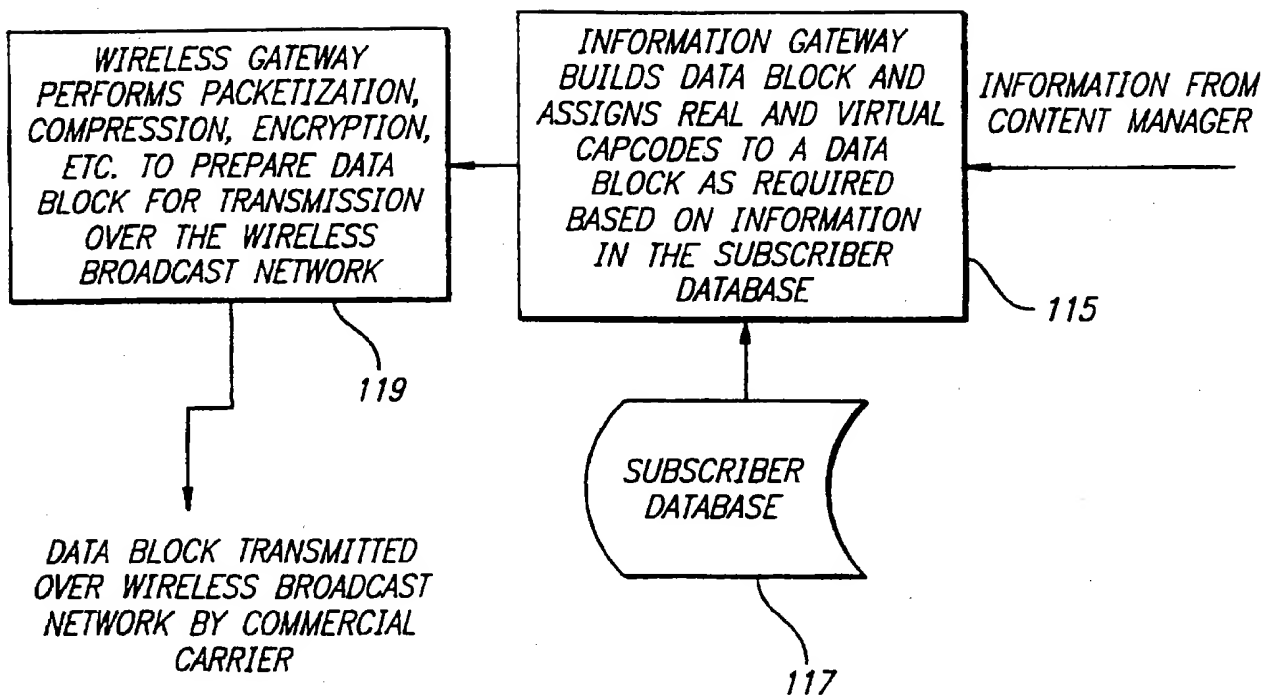 WIRELESS GATEWAY
PERFORMS PACKETIZATION,
COMPRESSION, ENCRYPTION,
ETC. TO PREPARE DATA
BLOCK FOR TRANSMISSION
OVER THE WIRELESS
BROADCAST NETWORK
119
INFORMATION GATEWAY
BUILDS DATA BLOCK AND
ASSIGNS REAL AND VIRTUAL
CAPCODES TO A DATA
BLOCK AS REQUIRED
BASED ON INFORMATION
IN THE SUBSCRIBER
DATABASE
115
INFORMATION FROM
CONTENT MANAGER
DATA BLOCK TRANSMITTED
OVER WIRELESS BROADCAST
NETWORK BY COMMERCIAL
CARRIER
SUBSCRIBER
DATABASE
117